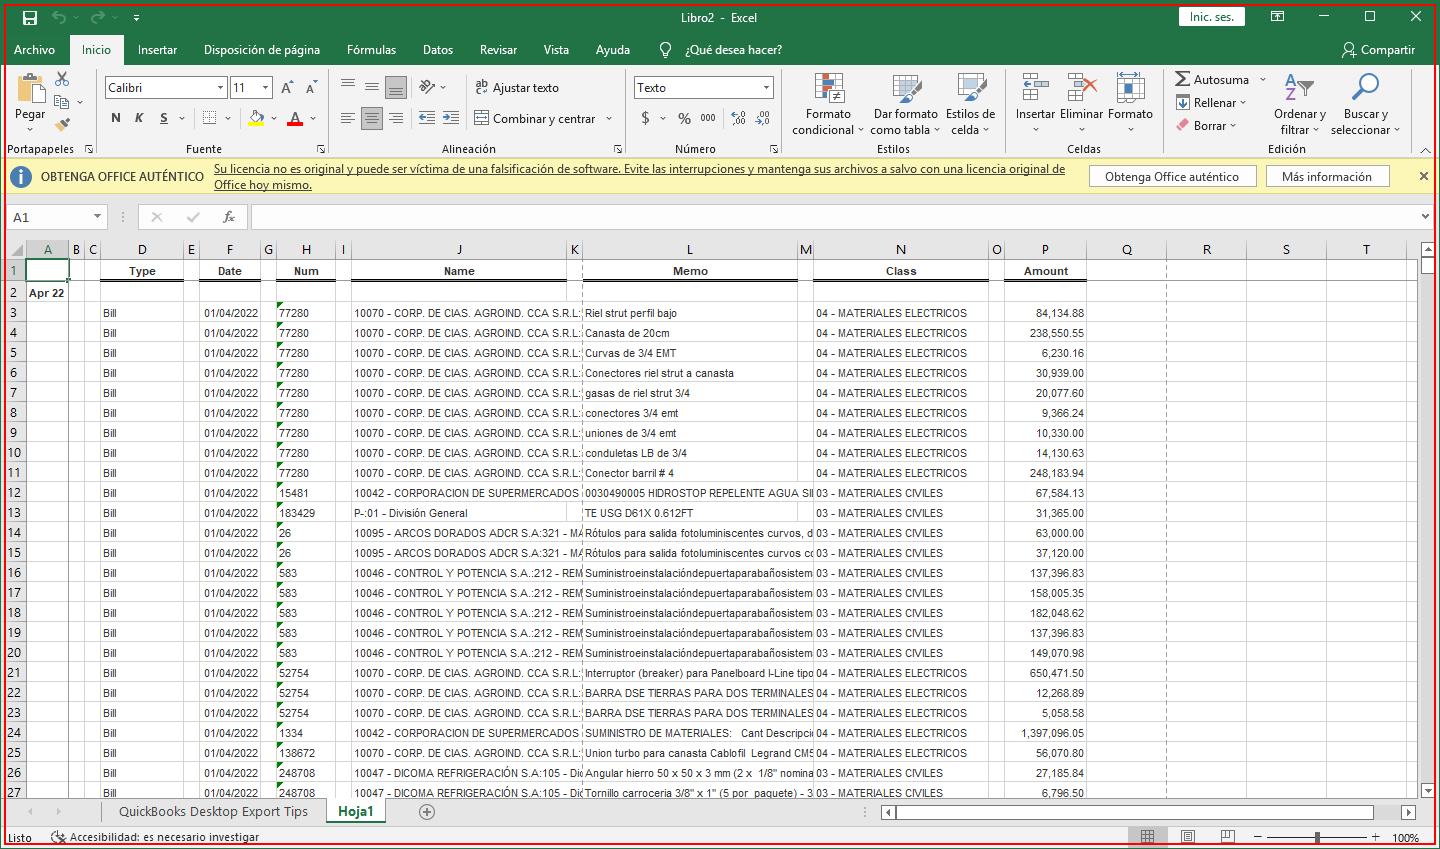 Libro2 - Excel
Inic. ses.
Archivo Inicio Insertar Disposición de página Fórmulas Datos Revisar Vista Ayuda ¿Qué desea hacer? Compartir
Pegar
Portapapeles
Calibri 11
N K S
Fuente
ab Ajustar texto
Combinar y centrar
Alineación
Texto
$ % 000
Número
Formato condicional
Dar formato como tabla
Estilos de celda
Estilos
Insertar Eliminar Formato
Celdas
Autosuma
Rellenar
Borrar
Ordenar y filtrar
Buscar y seleccionar
Edición
OBTENGA OFFICE AUTÉNTICO Su licencia no es original y puede ser víctima de una falsificación de software. Evite las interrupciones y mantenga sus archivos a salvo con una licencia original de
Office hoy mismo.
Obtenga Office auténtico Más información
A1 fx
A B C D E F G H I J K L M N O P Q R S T
1 Type Date Num Name Memo Class Amount
2 Apr 22
3 Bill 01/04/2022 77280 10070 - CORP. DE CIAS. AGROIND. CCA S.R.L: Riel strut perfil bajo 04 - MATERIALES ELECTRICOS 84,134.88
4 Bill 01/04/2022 77280 10070 - CORP. DE CIAS. AGROIND. CCA S.R.L: Canasta de 20cm 04 - MATERIALES ELECTRICOS 238,550.55
5 Bill 01/04/2022 77280 10070 - CORP. DE CIAS. AGROIND. CCA S.R.L: Curvas de 3/4 EMT 04 - MATERIALES ELECTRICOS 6,230.16
6 Bill 01/04/2022 77280 10070 - CORP. DE CIAS. AGROIND. CCA S.R.L: Conectores riel strut a canasta 04 - MATERIALES ELECTRICOS 30,939.00
7 Bill 01/04/2022 77280 10070 - CORP. DE CIAS. AGROIND. CCA S.R.L: gasas de riel strut 3/4 04 - MATERIALES ELECTRICOS 20,077.60
8 Bill 01/04/2022 77280 10070 - CORP. DE CIAS. AGROIND. CCA S.R.L: conectores 3/4 emt 04 - MATERIALES ELECTRICOS 9,366.24
9 Bill 01/04/2022 77280 10070 - CORP. DE CIAS. AGROIND. CCA S.R.L: uniones de 3/4 emt 04 - MATERIALES ELECTRICOS 10,330.00
10 Bill 01/04/2022 77280 10070 - CORP. DE CIAS. AGROIND. CCA S.R.L: conduletas LB de 3/4 04 - MATERIALES ELECTRICOS 14,130.63
11 Bill 01/04/2022 77280 10070 - CORP. DE CIAS. AGROIND. CCA S.R.L: Conector barril # 4 04 - MATERIALES ELECTRICOS 248,183.94
12 Bill 01/04/2022 15481 10042 - CORPORACION DE SUPERMERCADOS 0030490005 HIDROSTOP REPELENTE AGUA SI 03 - MATERIALES CIVILES 67,584.13
13 Bill 01/04/2022 183429 P-:01 - División General TE USG D61X 0.612FT 03 - MATERIALES CIVILES 31,365.00
14 Bill 01/04/2022 26 10095 - ARCOS DORADOS ADCR S.A:321 - MA Rótulos para salida fotoluminiscentes curvos, d 03 - MATERIALES CIVILES 63,000.00
15 Bill 01/04/2022 26 10095 - ARCOS DORADOS ADCR S.A:321 - MA Rótulos para salida fotoluminiscentes curvos co 03 - MATERIALES CIVILES 37,120.00
16 Bill 01/04/2022 583 10046 - CONTROL Y POTENCIA S.A.:212 - REM Suministroeinstalacióndepuertaparabañosistem 03 - MATERIALES CIVILES 137,396.83
17 Bill 01/04/2022 583 10046 - CONTROL Y POTENCIA S.A.:212 - REM Suministroeinstalacióndepuertaparabañosistem 03 - MATERIALES CIVILES 158,005.35
18 Bill 01/04/2022 583 10046 - CONTROL Y POTENCIA S.A.:212 - REM Suministroeinstalacióndepuertaparabañosistem 03 - MATERIALES CIVILES 182,048.62
19 Bill 01/04/2022 583 10046 - CONTROL Y POTENCIA S.A.:212 - REM Suministroeinstalacióndepuertaparabañosistem 03 - MATERIALES CIVILES 137,396.83
20 Bill 01/04/2022 583 10046 - CONTROL Y POTENCIA S.A.:212 - REM Suministroeinstalacióndepuertaparabañosistem 03 - MATERIALES CIVILES 149,070.98
21 Bill 01/04/2022 52754 10070 - CORP. DE CIAS. AGROIND. CCA S.R.L: Interruptor (breaker) para Panelboard I-Line tipo 04 - MATERIALES ELECTRICOS 650,471.50
22 Bill 01/04/2022 52754 10070 - CORP. DE CIAS. AGROIND. CCA S.R.L: BARRA DSE TIERRAS PARA DOS TERMINALES 04 - MATERIALES ELECTRICOS 12,268.89
23 Bill 01/04/2022 52754 10070 - CORP. DE CIAS. AGROIND. CCA S.R.L: BARRA DSE TIERRAS PARA DOS TERMINALES 04 - MATERIALES ELECTRICOS 5,058.58
24 Bill 01/04/2022 1334 10042 - CORPORACION DE SUPERMERCADOS SUMINISTRO DE MATERIALES: Cant Descripci 04 - MATERIALES ELECTRICOS 1,397,096.05
25 Bill 01/04/2022 138672 10070 - CORP. DE CIAS. AGROIND. CCA S.R.L: Union turbo para canasta Cablofil Legrand CM5 04 - MATERIALES ELECTRICOS 56,070.80
26 Bill 01/04/2022 248708 10047 - DICOMA REFRIGERACIÓN S.A:105 - Dic Angular hierro 50 x 50 x 3 mm (2 x 1/8" nomina 03 - MATERIALES CIVILES 27,185.84
27 Bill 01/04/2022 248708 10047 - DICOMA REFRIGERACIÓN S.A:105 - Dic Tornillo carroceria 3/8" x 1" (5 por paquete) - 3 03 - MATERIALES CIVILES 6,796.50
QuickBooks Desktop Export Tips Hoja1
Listo Accesibilidad: es necesario investigar 100%